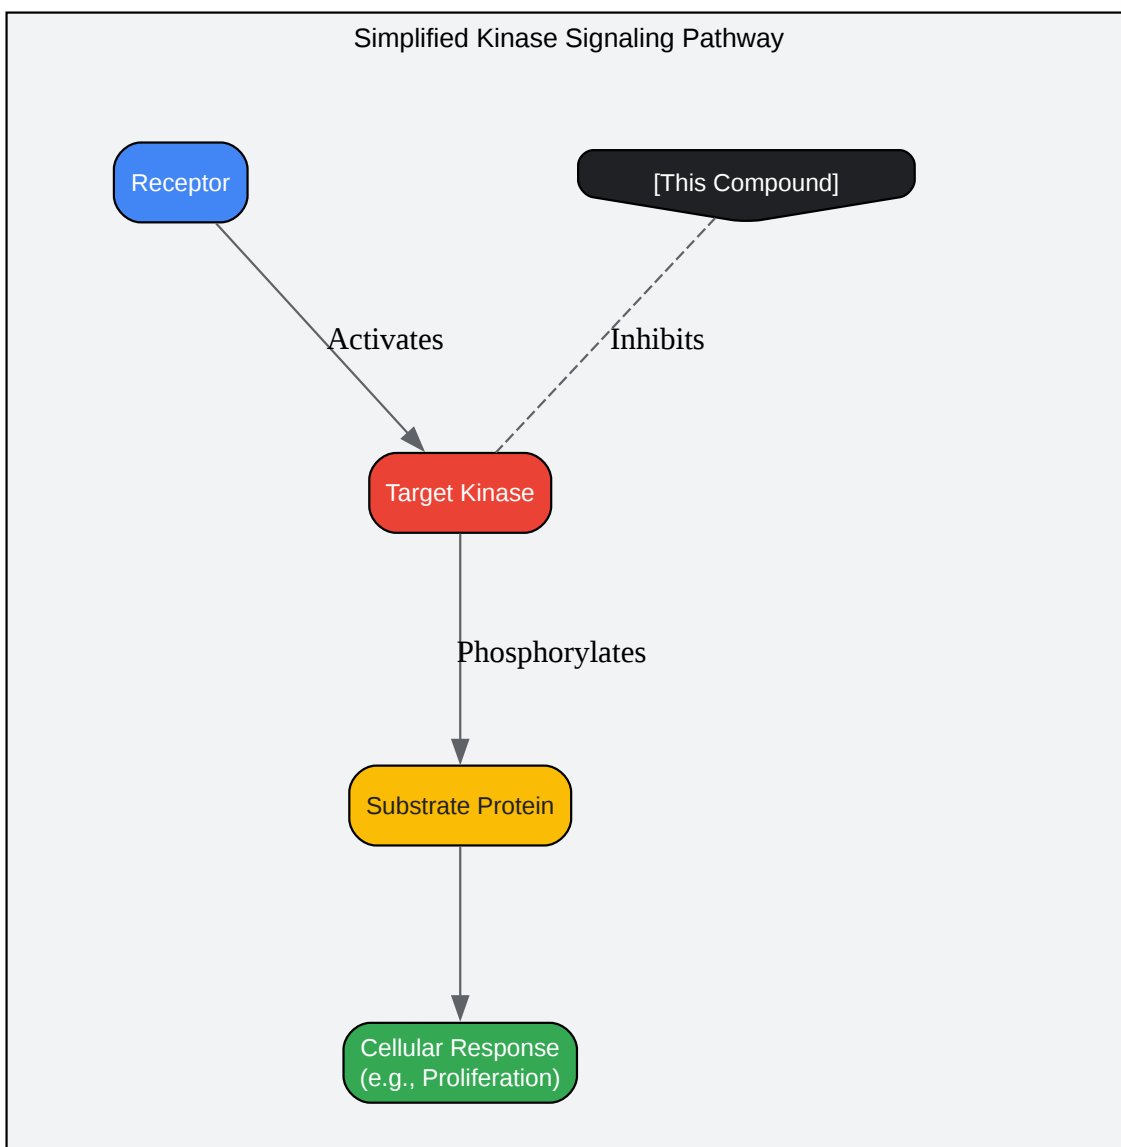 Simplified Kinase Signaling Pathway
Receptor
[This Compound]
Activates
Inhibits
Target Kinase
Phosphorylates
Substrate Protein
Cellular Response
(e.g., Proliferation)